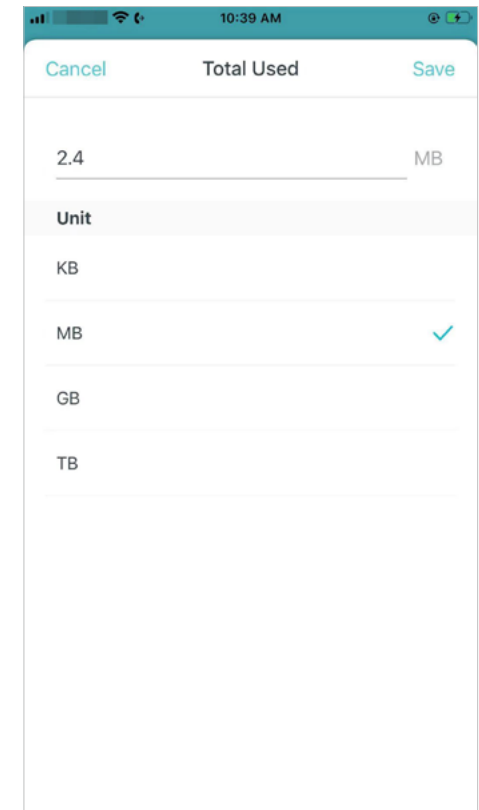 10:39 AM
Cancel Total Used Save
2.4 MB
Unit
KB
MB
GB
TB